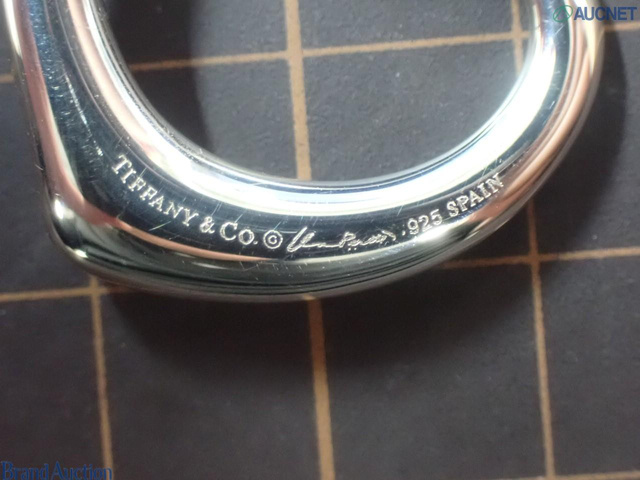 AUCNET
TIFFANY & CO. © .925 SPAIN
Brand Auction